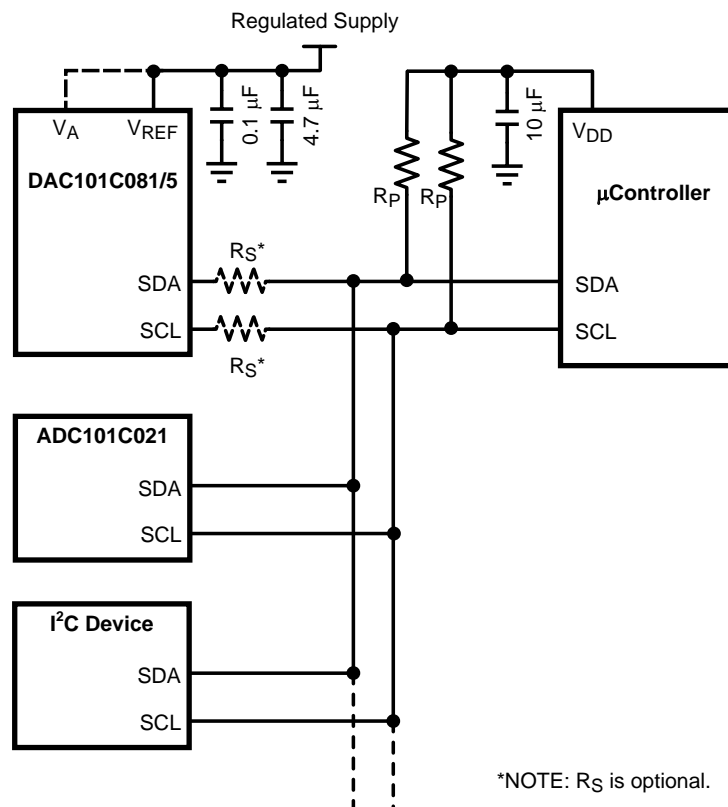 Regulated Supply
V_A
V_REF
0.1 µF
4.7 µF
10 µF
V_DD
DAC101C081/5
µController
R_P
R_P
R_S*
SDA
SDA
SCL
SCL
R_S*
ADC101C021
SDA
SCL
I²C Device
SDA
SCL
*NOTE: R_S is optional.